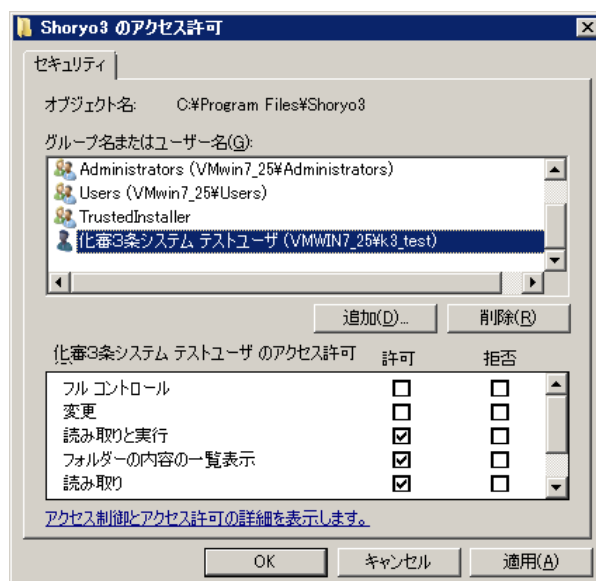 Shoryo3 のアクセス許可
セキュリティ
オブジェクト名: C:¥Program Files¥Shoryo3
グループ名またはユーザー名(G):
Administrators (VMwin7_25¥Administrators)
Users (VMwin7_25¥Users)
TrustedInstaller
化審3条システム テストユーザ (VMWIN7_25¥k3_test)
追加(D)... 削除(R)
化審3条システム テストユーザ のアクセス許可 許可 拒否
フル コントロール
変更
読み取りと実行
フォルダーの内容の一覧表示
読み取り
アクセス制御とアクセス許可の詳細を表示します。
OK キャンセル 適用(A)